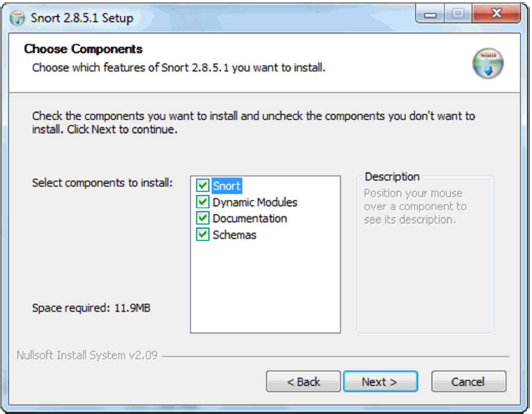 Snort 2.8.5.1 Setup
Choose Components
Choose which features of Snort 2.8.5.1 you want to install.
Check the components you want to install and uncheck the components you don't want to
install. Click Next to continue.
Select components to install:
Snort
Dynamic Modules
Documentation
Schemas
Description
Position your mouse
over a component to
see its description.
Space required: 11.9MB
Nullsoft Install System v2.09
< Back
Next >
Cancel